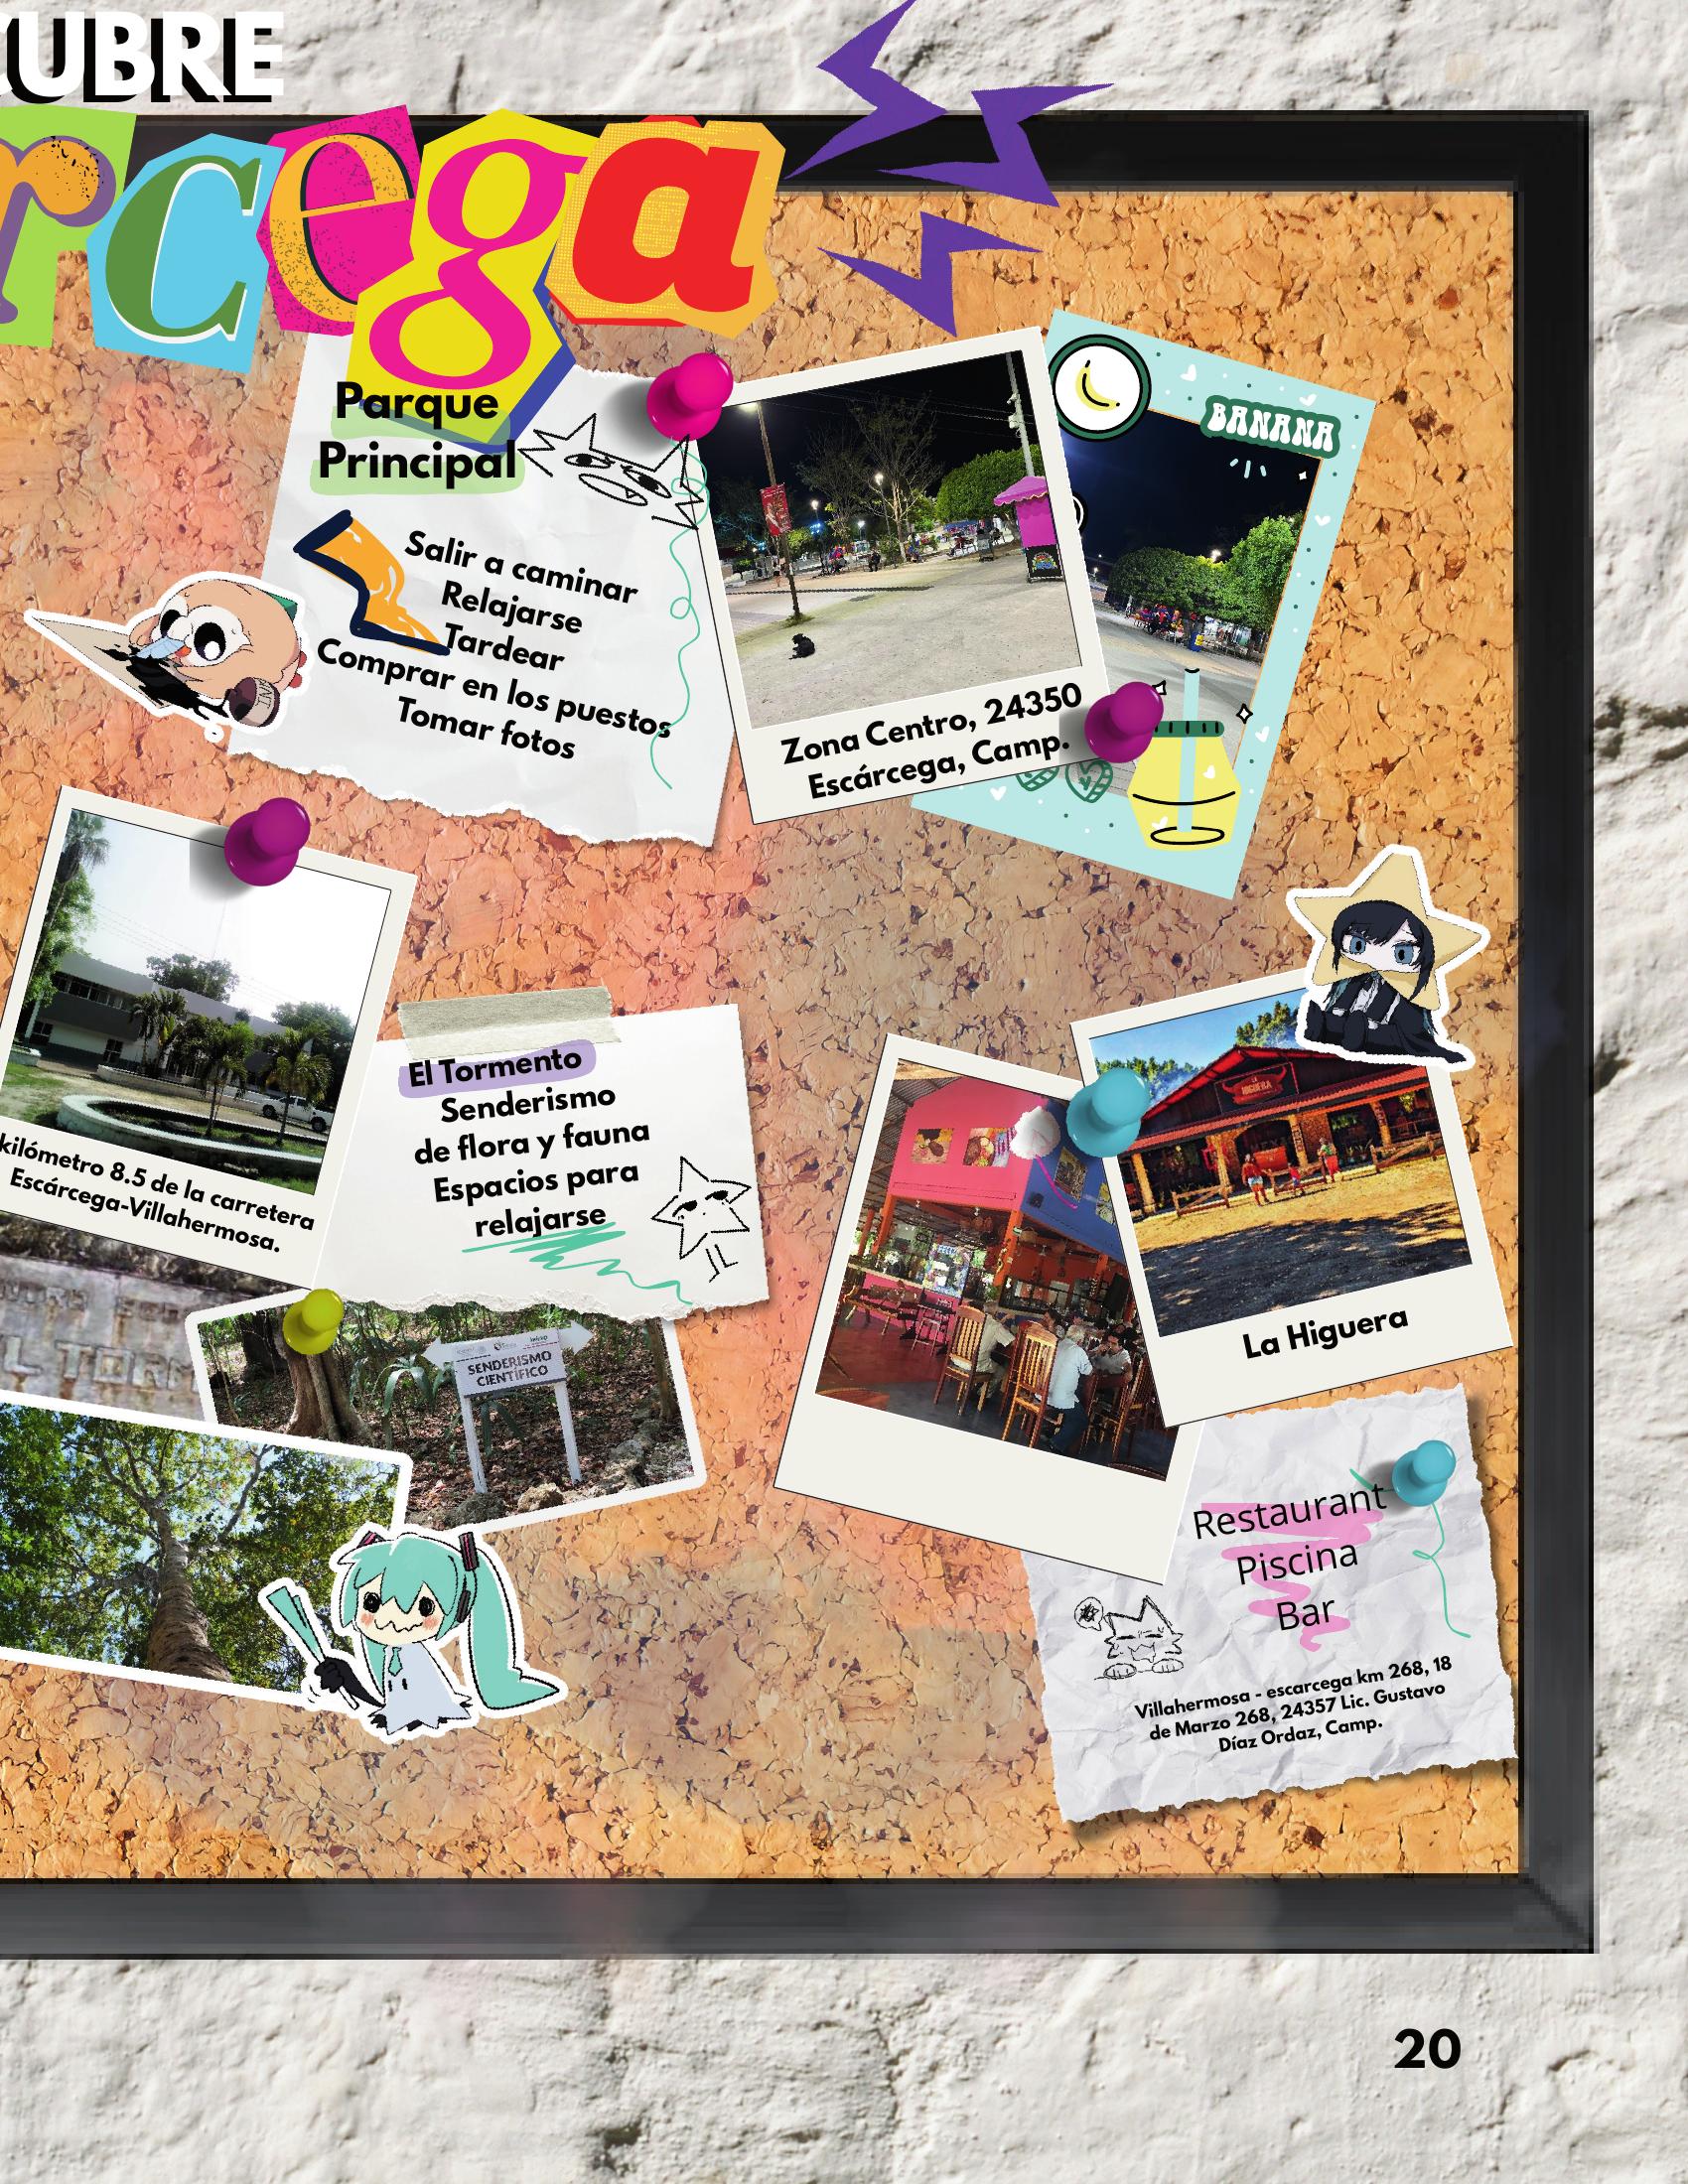 CUBRE
rcega
Parque
Principal
Salir a caminar
Relajarse
Tardear
Comprar en los puestos
Tomar fotos
BANANA
Zona Centro, 24350
Escárcega, Camp.
kilómetro 8.5 de la carretera
Escárcega-Villahermosa.
El Tormento
Senderismo
de flora y fauna
Espacios para
relajarse
SENDERISMO
CIENTÍFICO
LA
HIGUERA
La Higuera
Restaurant
Piscina
Bar
Villahermosa - escarcega km 268, 18
de Marzo 268, 24357 Lic. Gustavo
Díaz Ordaz, Camp.
20